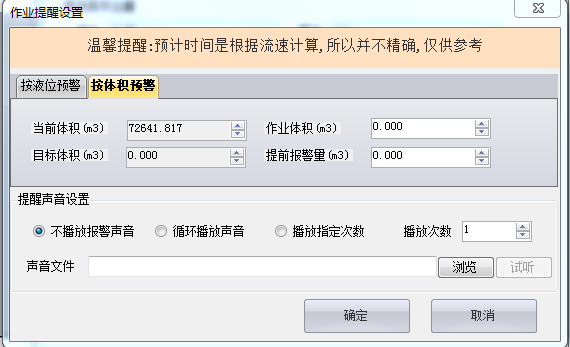 作业提醒设置
温馨提醒:预计时间是根据流速计算,所以并不精确,仅供参考
按液位预警 按体积预警
当前体积(m3) 72641.817 作业体积(m3) 0.000
目标体积(m3) 0.000 提前报警量(m3) 0.000
提醒声音设置
不播放报警声音 循环播放声音 播放指定次数 播放次数 1
声音文件 浏览 试听
确定 取消